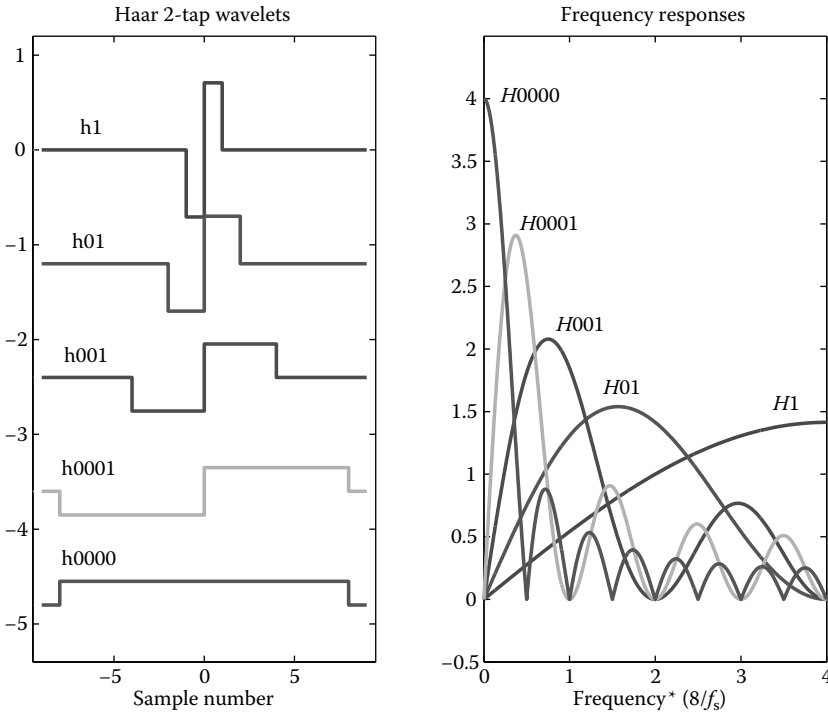 Haar 2-tap wavelets
1
0
−1
−2
−3
−4
−5
h1
h01
h001
h0001
h0000
−5 0 5
Sample number
Frequency responses
4
3.5
3
2.5
2
1.5
1
0.5
0
−0.5
H0000
H0001
H001
H01
H1
0 1 2 3 4
Frequency* (8/fs)